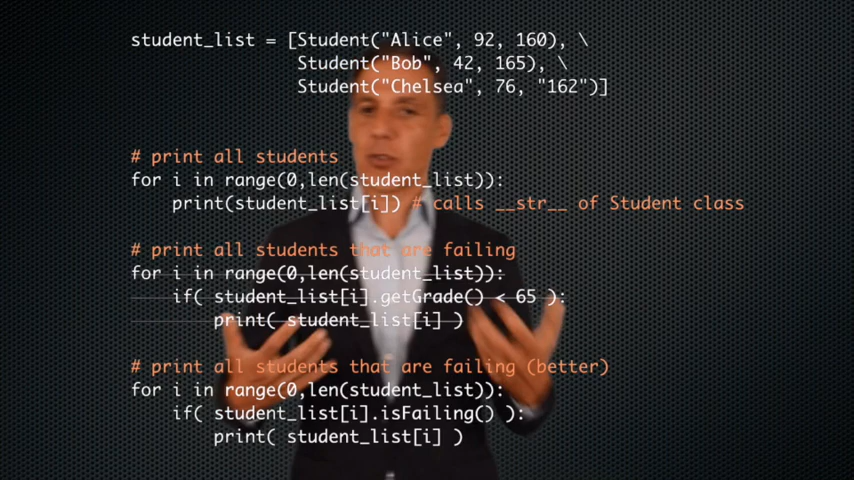 student_list = [Student("Alice", 92, 160), \
Student("Bob", 42, 165), \
Student("Chelsea", 76, "162")]
# print all students
for i in range(0,len(student_list)):
print(student_list[i]) # calls __str__ of Student class
# print all students that are failing
for i in range(0,len(student_list)):
if( student_list[i].getGrade() < 65 ):
print( student_list[i] )
# print all students that are failing (better)
for i in range(0,len(student_list)):
if( student_list[i].isFailing() ):
print( student_list[i] )